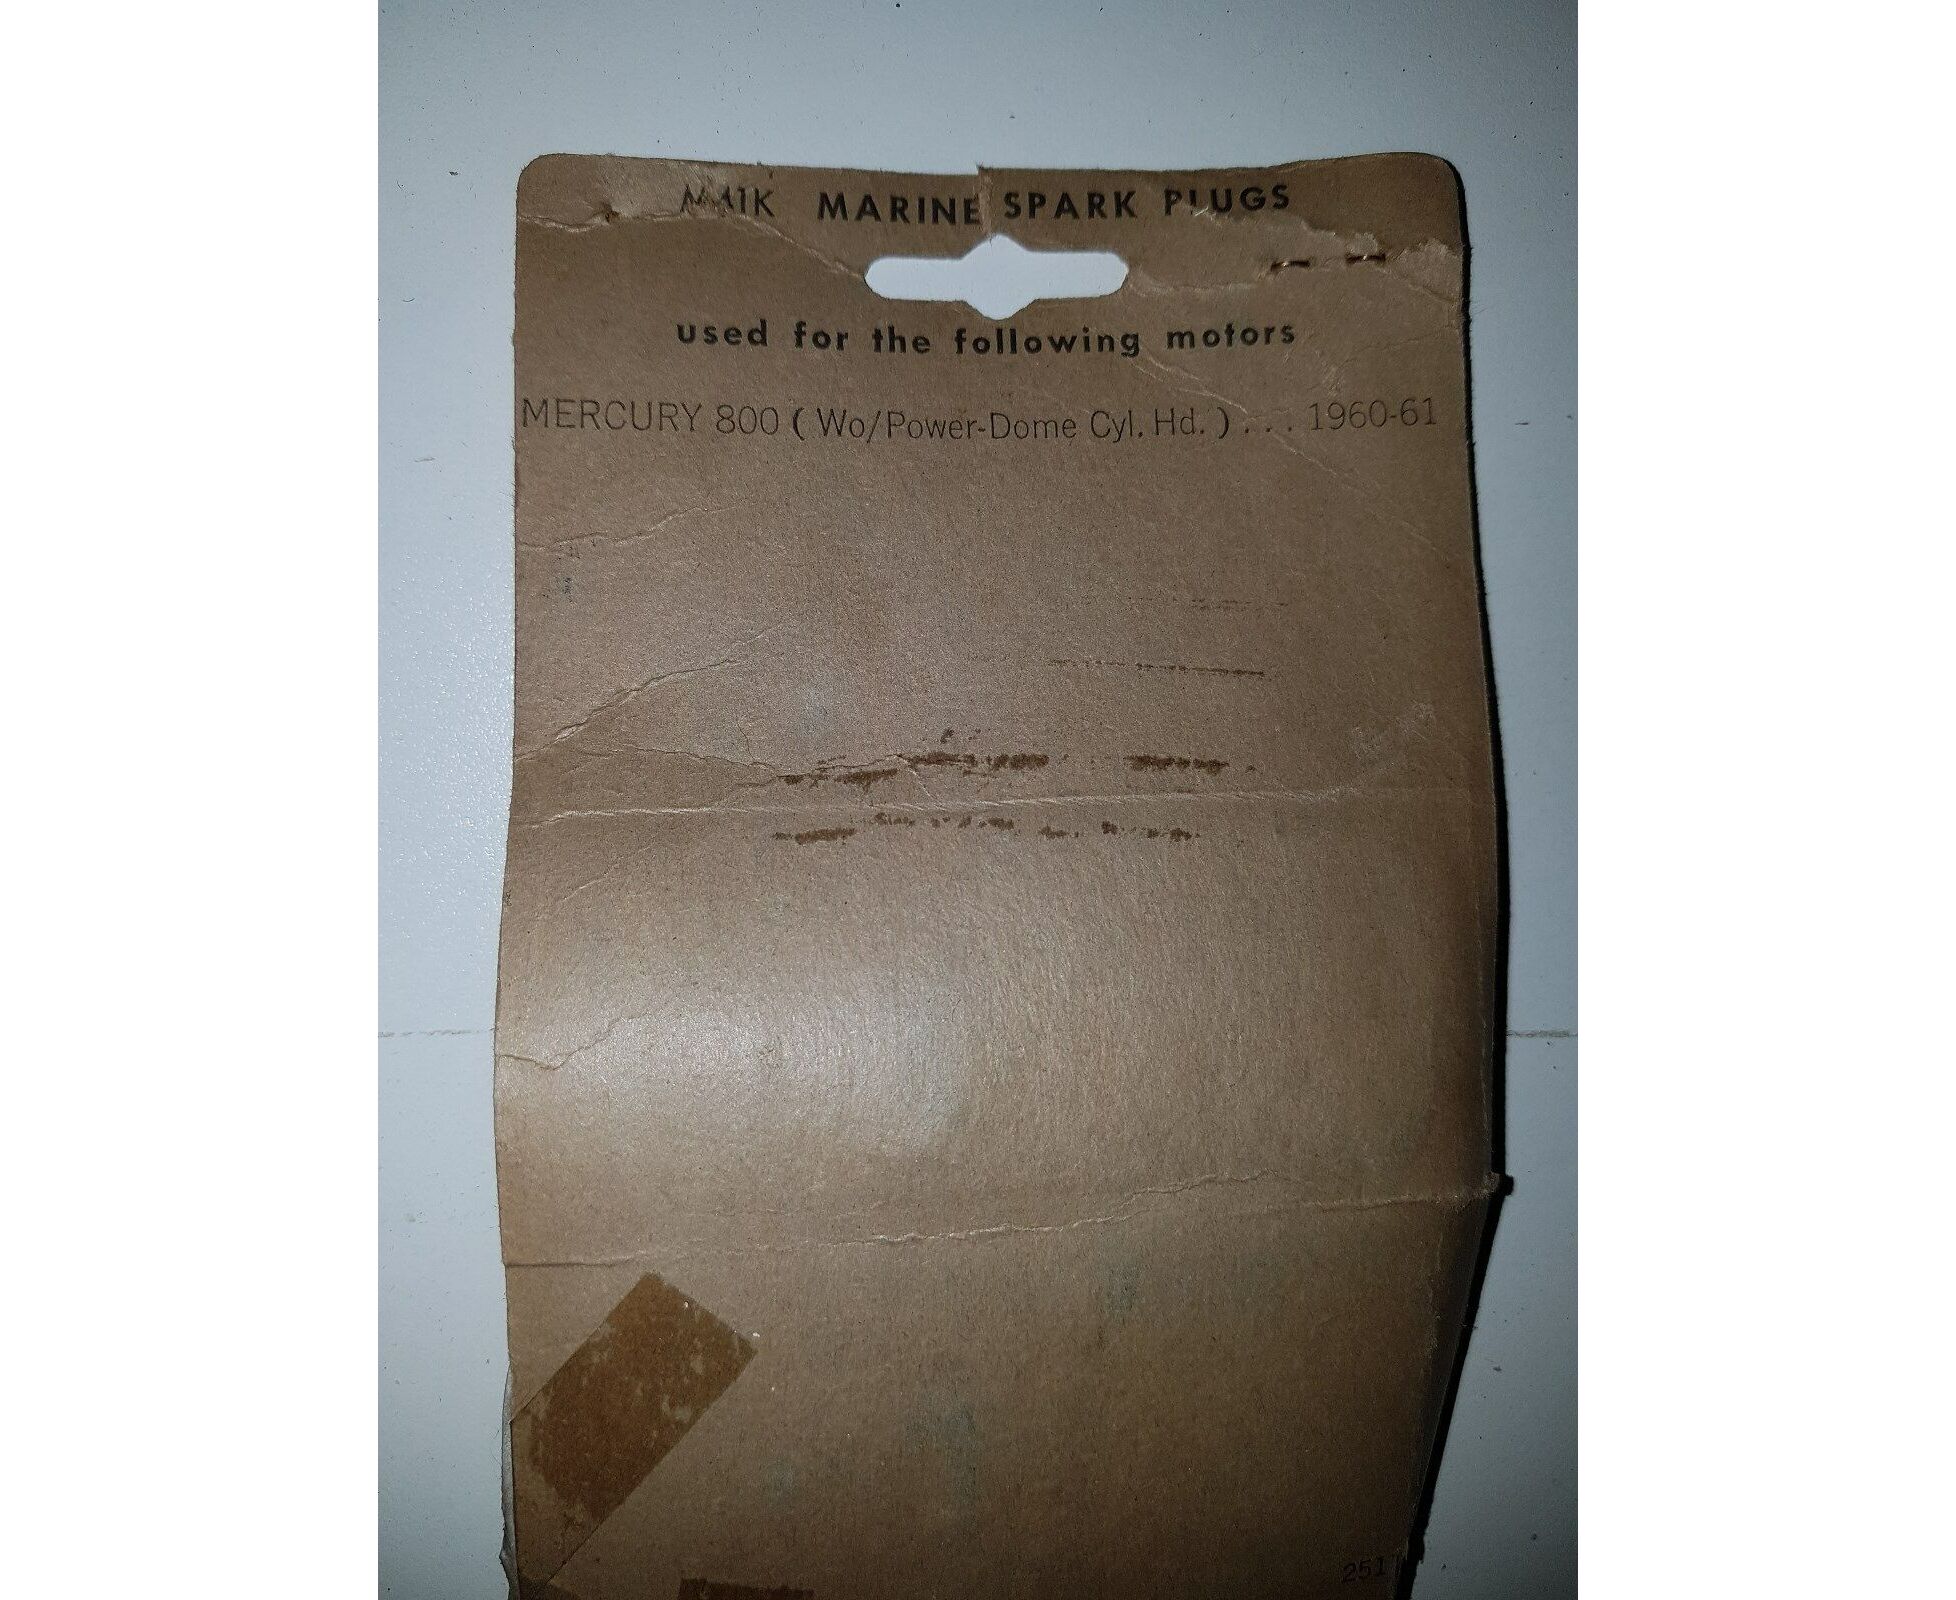 MARINE SPARK PLUGS
used for the following motors
MERCURY 800 ( Wo/Power-Dome Cyl. Hd. ) . . . 1960-61
251